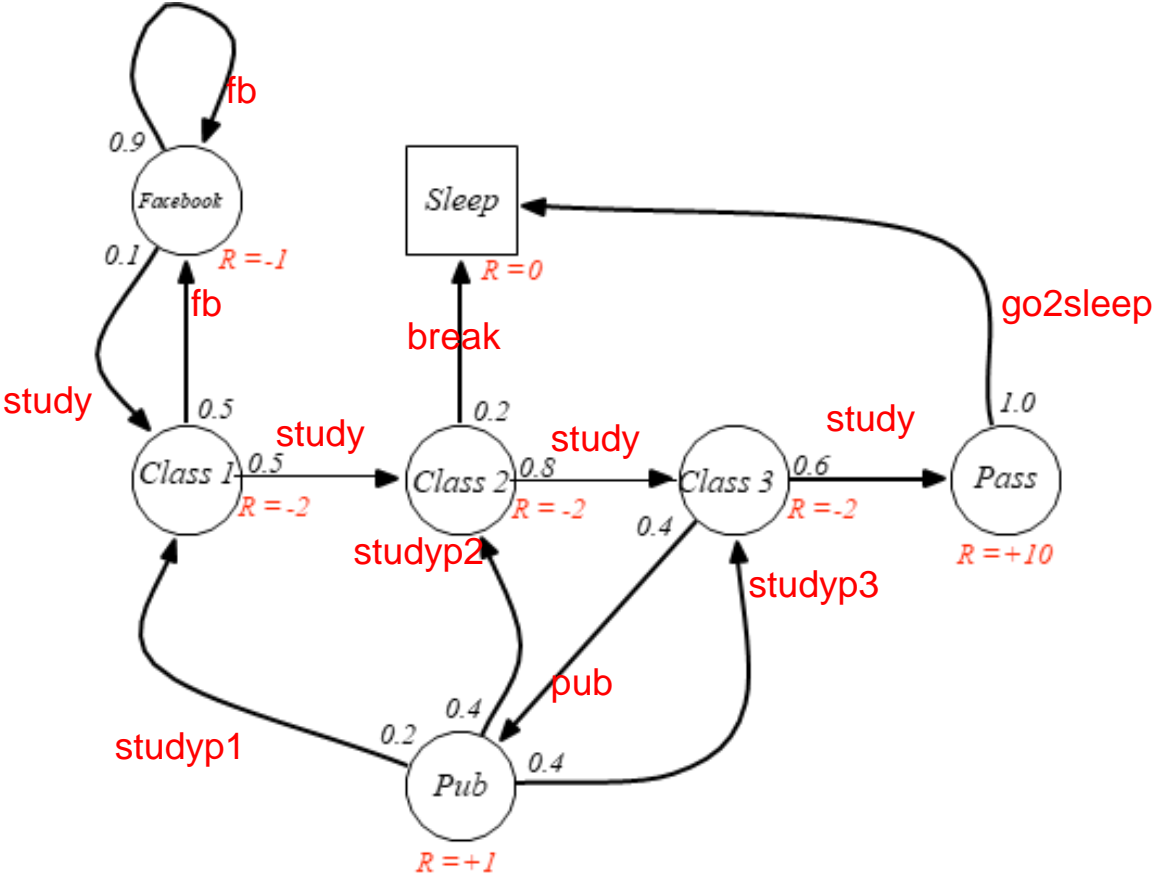 fb
0.9
Facebook
Sleep
0.1
R = -1
R = 0
fb
go2sleep
break
study
0.5
0.2
1.0
study
study
study
Class 1
0.5
Class 2
0.8
Class 3
0.6
Pass
R = -2
R = -2
R = -2
0.4
studyp2
R = +10
studyp3
pub
0.4
studyp1
0.2
0.4
Pub
R = +1